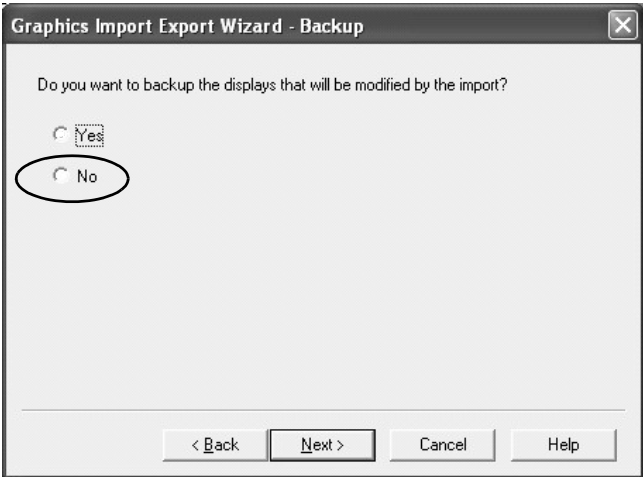 Graphics Import Export Wizard - Backup
Do you want to backup the displays that will be modified by the import?
Yes
No
< Back Next > Cancel Help